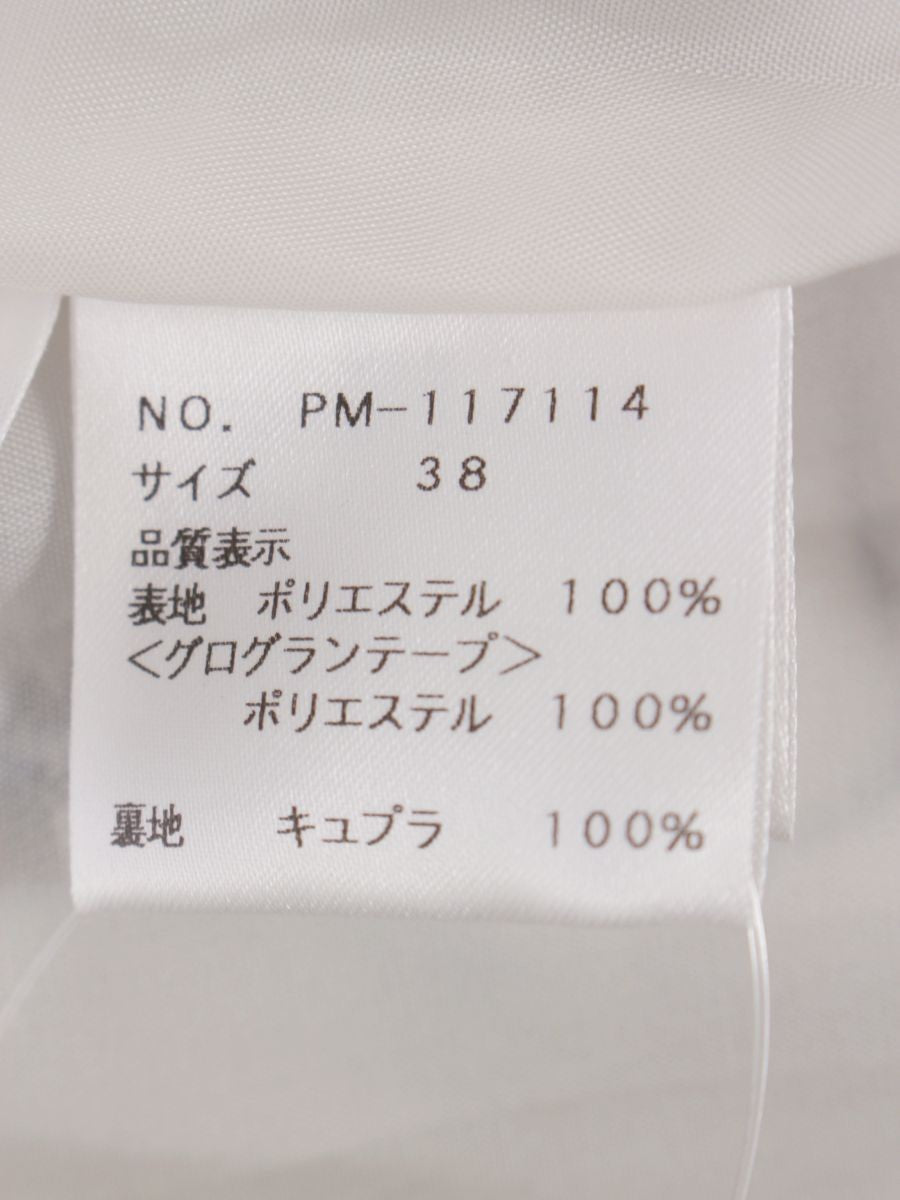 NO. PM-117114
サイズ 38
品質表示
表地 ポリエステル 100%
<グログランテープ>
ポリエステル 100%
裏地 キュプラ 100%